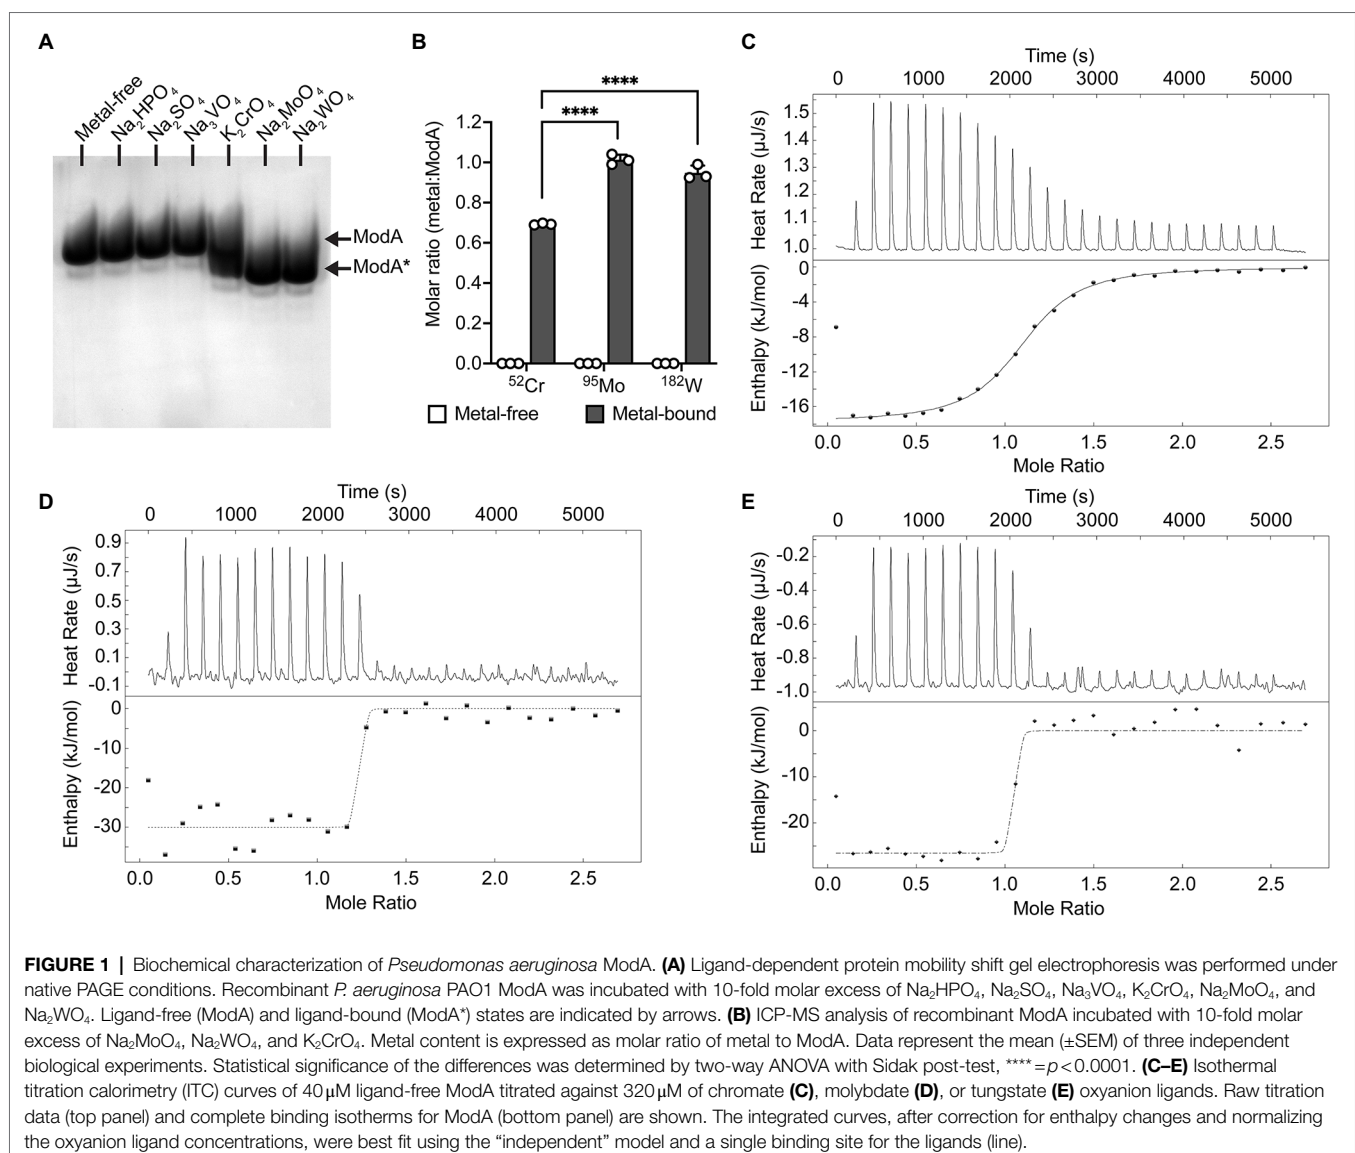 A
Metal-free
Na2HPO4
Na2SO4
Na3VO4
K2CrO4
Na2MoO4
Na2WO4
ModA
ModA*
B
****
****
Molar ratio (metal:ModA)
1.2
1.0
0.8
0.6
0.4
0.2
0.0
52Cr
95Mo
182W
Metal-free
Metal-bound
C
Time (s)
0 1000 2000 3000 4000 5000
Heat Rate (µJ/s)
1.5
1.4
1.3
1.2
1.1
1.0
Enthalpy (kJ/mol)
0
-4
-8
-12
-16
0.0 0.5 1.0 1.5 2.0 2.5
Mole Ratio
D
Time (s)
0 1000 2000 3000 4000 5000
Heat Rate (µJ/s)
0.9
0.7
0.5
0.3
0.1
-0.1
Enthalpy (kJ/mol)
0
-10
-20
-30
0.0 0.5 1.0 1.5 2.0 2.5
Mole Ratio
E
Time (s)
0 1000 2000 3000 4000 5000
Heat Rate (µJ/s)
-0.2
-0.4
-0.6
-0.8
-1.0
Enthalpy (kJ/mol)
0
-10
-20
0.0 0.5 1.0 1.5 2.0 2.5
Mole Ratio
FIGURE 1 | Biochemical characterization of Pseudomonas aeruginosa ModA. (A) Ligand-dependent protein mobility shift gel electrophoresis was performed under
native PAGE conditions. Recombinant P. aeruginosa PAO1 ModA was incubated with 10-fold molar excess of Na2HPO4, Na2SO4, Na3VO4, K2CrO4, Na2MoO4, and
Na2WO4. Ligand-free (ModA) and ligand-bound (ModA*) states are indicated by arrows. (B) ICP-MS analysis of recombinant ModA incubated with 10-fold molar
excess of Na2MoO4, Na2WO4, and K2CrO4. Metal content is expressed as molar ratio of metal to ModA. Data represent the mean (±SEM) of three independent
biological experiments. Statistical significance of the differences was determined by two-way ANOVA with Sidak post-test, ****=p<0.0001. (C–E) Isothermal
titration calorimetry (ITC) curves of 40 µM ligand-free ModA titrated against 320 µM of chromate (C), molybdate (D), or tungstate (E) oxyanion ligands. Raw titration
data (top panel) and complete binding isotherms for ModA (bottom panel) are shown. The integrated curves, after correction for enthalpy changes and normalizing
the oxyanion ligand concentrations, were best fit using the “independent” model and a single binding site for the ligands (line).